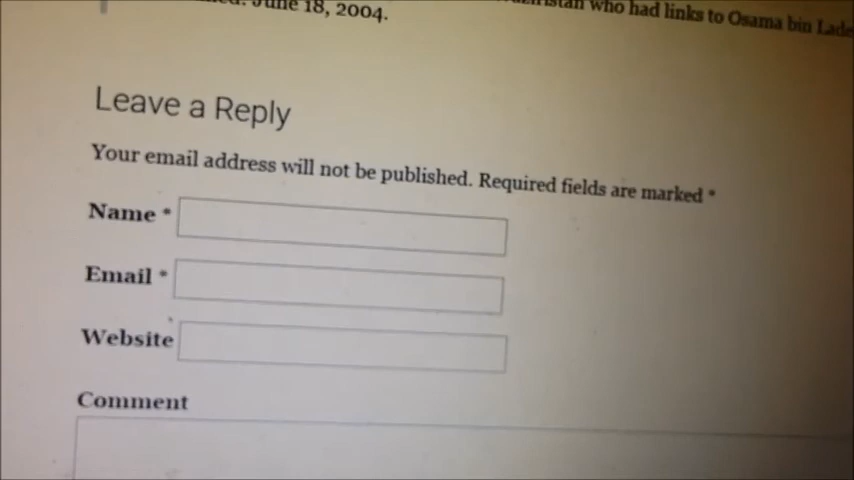 June 18, 2004.
who had links to Osama bin
Leave a Reply
Your email address will not be published. Required fields are marked *
Name *
Email *
Website
Comment